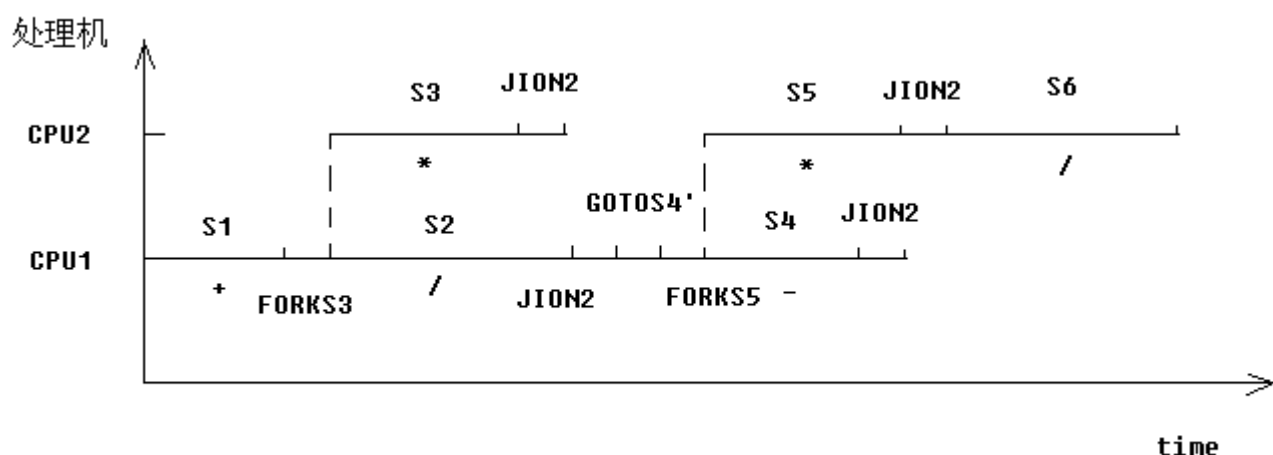 处理机
S3 JION2 S5 JION2 S6
CPU2
* * /
GOTOS4'
S1 S2 S4 JION2
CPU1
+ FORKS3 / JION2 FORKS5 -
time